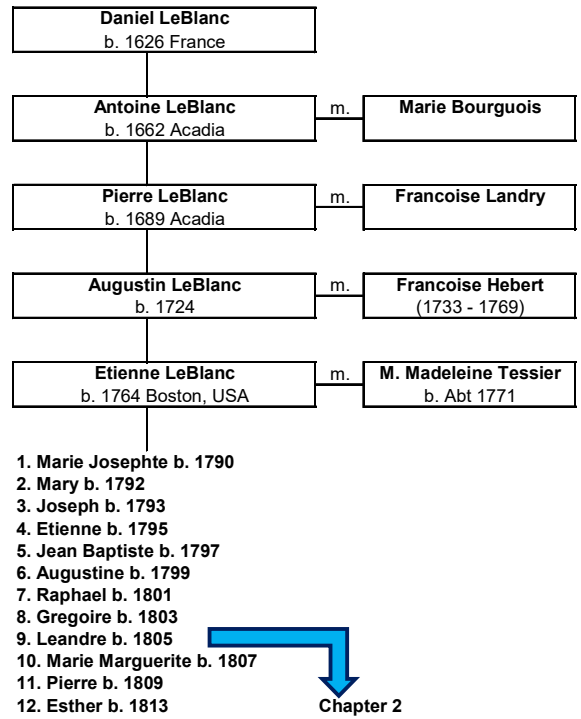 Daniel LeBlanc
b. 1626 France
Antoine LeBlanc
b. 1662 Acadia
m.
Marie Bourguois
Pierre LeBlanc
b. 1689 Acadia
m.
Francoise Landry
Augustin LeBlanc
b. 1724
m.
Francoise Hebert
(1733 - 1769)
Etienne LeBlanc
b. 1764 Boston, USA
m.
M. Madeleine Tessier
b. Abt 1771
1. Marie Josephte b. 1790
2. Mary b. 1792
3. Joseph b. 1793
4. Etienne b. 1795
5. Jean Baptiste b. 1797
6. Augustine b. 1799
7. Raphael b. 1801
8. Gregoire b. 1803
9. Leandre b. 1805
10. Marie Marguerite b. 1807
11. Pierre b. 1809
12. Esther b. 1813
Chapter 2